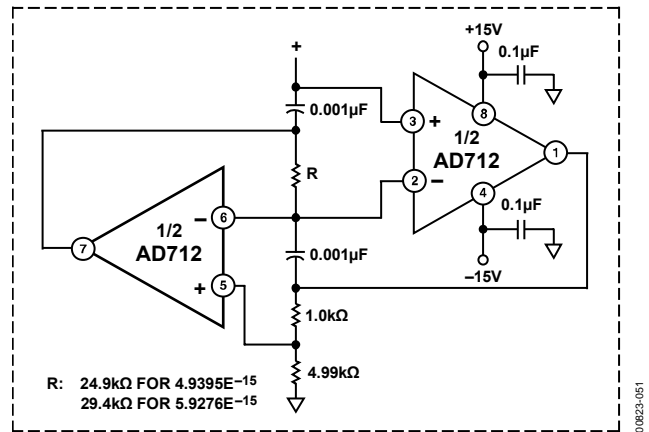 +
+15V
0.1µF
0.001µF
3
+
8
1/2
AD712
1
2
–
4
0.1µF
–15V
R
1/2
AD712
–
6
7
+
5
0.001µF
1.0kΩ
4.99kΩ
R: 24.9kΩ FOR 4.9395E–15
29.4kΩ FOR 5.9276E–15
00823-051